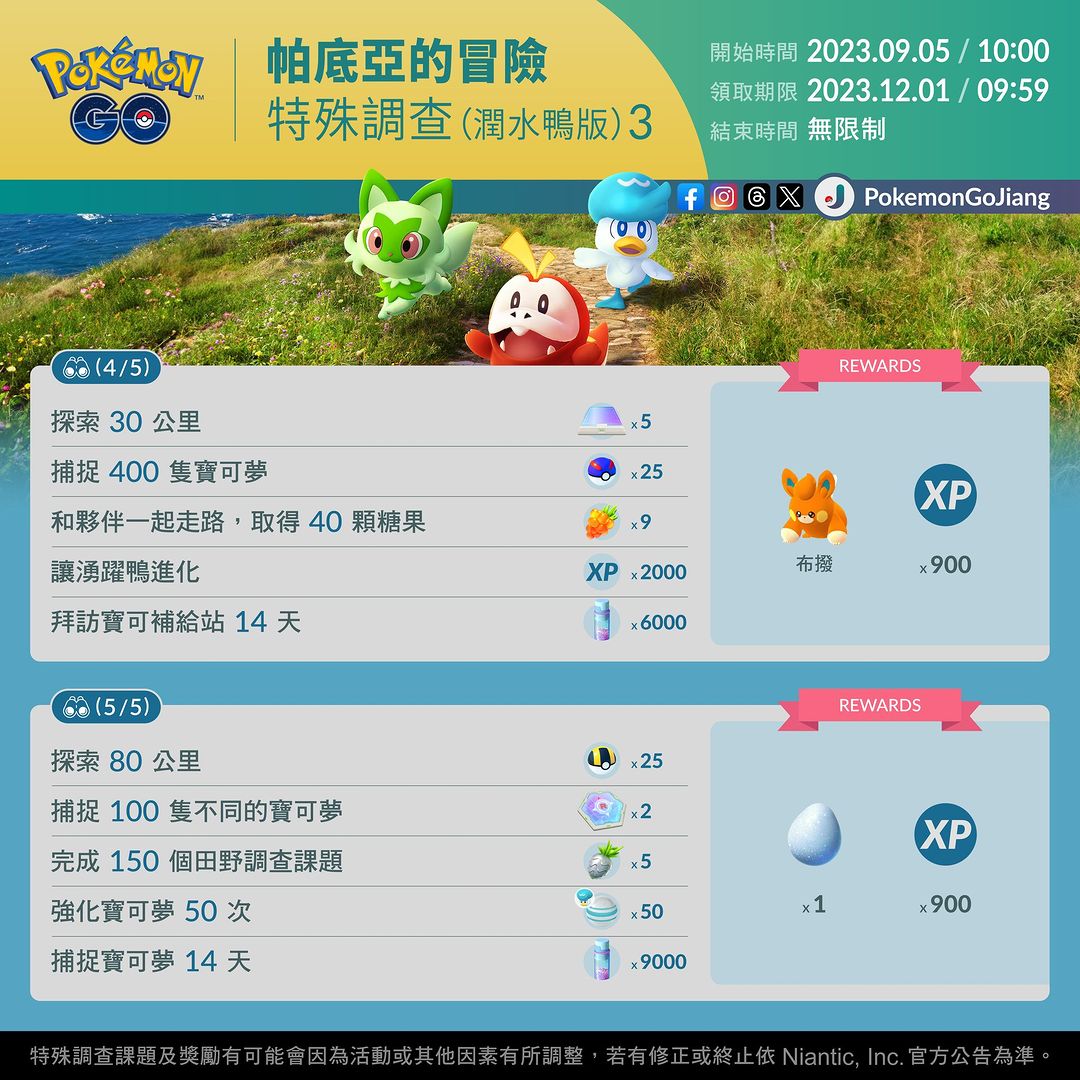 POKéMON
GO
TM
帕底亞的冒險
特殊調查(潤水鴨版)3
開始時間 2023.09.05 / 10:00
領取期限 2023.12.01 / 09:59
結束時間 無限制
PokemonGoJiang
(4/5)
REWARDS
探索 30 公里 x5
捕捉 400 隻寶可夢 x25
和夥伴一起走路，取得 40 顆糖果 x9
讓湧躍鴨進化 XP x2000
拜訪寶可補給站 14 天 x6000
XP
布撥
x900
(5/5)
REWARDS
探索 80 公里 x25
捕捉 100 隻不同的寶可夢 x2
完成 150 個田野調查課題 x5
強化寶可夢 50 次 x50
捕捉寶可夢 14 天 x9000
XP
x1
x900
特殊調查課題及獎勵有可能會因為活動或其他因素有所調整，若有修正或終止依 Niantic, Inc. 官方公告為準。